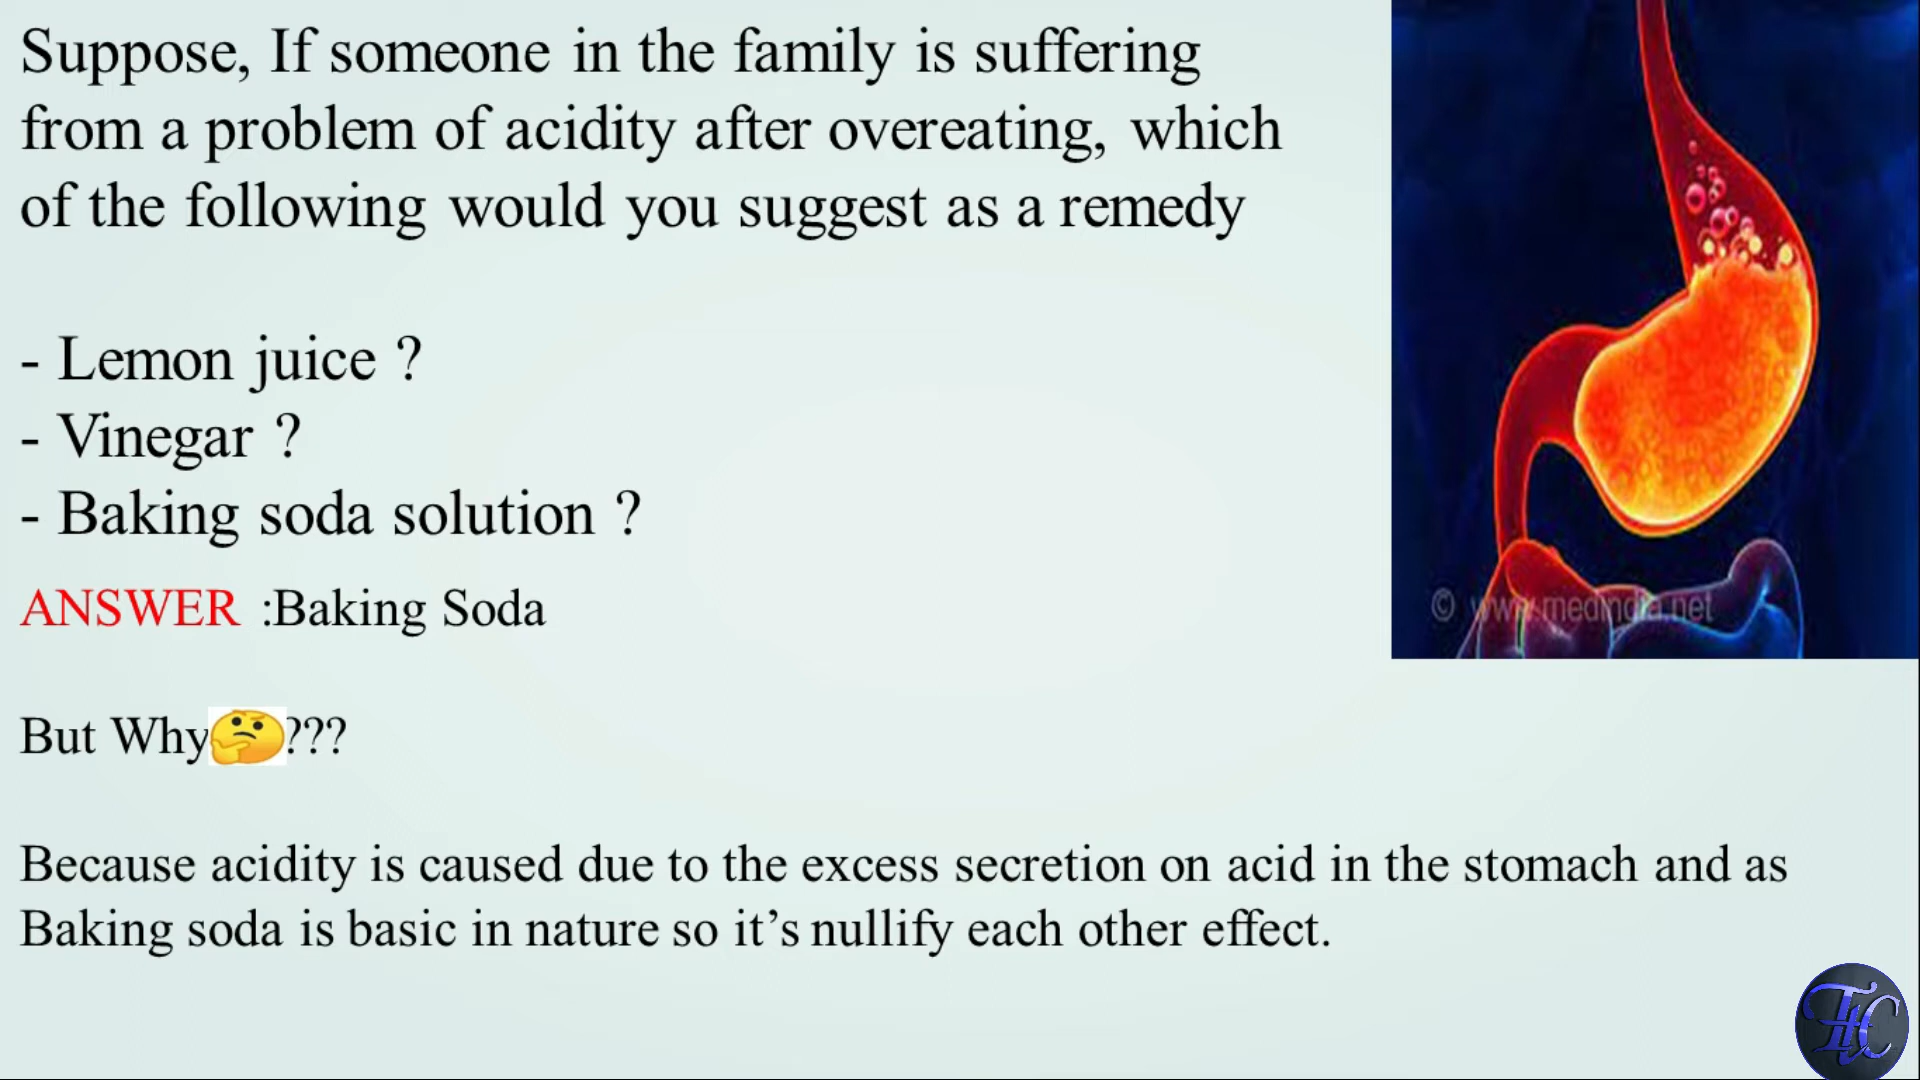 Suppose, If someone in the family is suffering
from a problem of acidity after overeating, which
of the following would you suggest as a remedy
- Lemon juice ?
- Vinegar ?
- Baking soda solution ?
ANSWER :Baking Soda
But Why🤔???
Because acidity is caused due to the excess secretion on acid in the stomach and as
Baking soda is basic in nature so it’s nullify each other effect.
© www.medindia.net